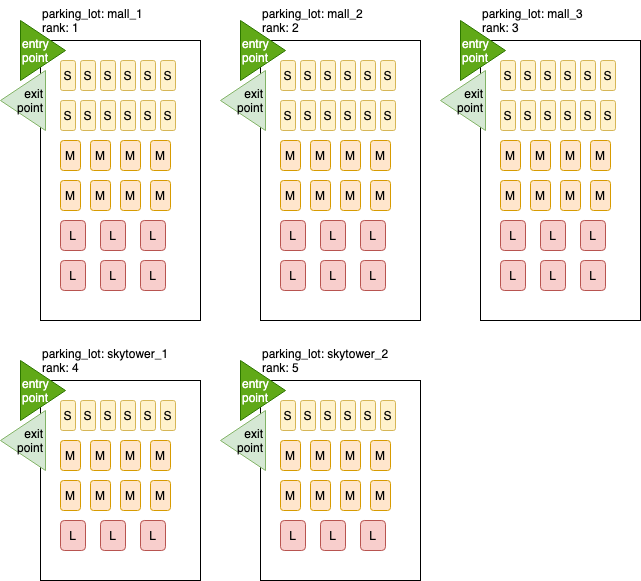 parking_lot: mall_1
rank: 1
entry
point
exit
point
S S S S S S
S S S S S S
M M M M
M M M M
L L L
L L L
parking_lot: mall_2
rank: 2
entry
point
exit
point
S S S S S S
S S S S S S
M M M M
M M M M
L L L
L L L
parking_lot: mall_3
rank: 3
entry
point
exit
point
S S S S S S
S S S S S S
M M M M
M M M M
L L L
L L L
parking_lot: skytower_1
rank: 4
entry
point
exit
point
S S S S S S
M M M M
M M M M
L L L
parking_lot: skytower_2
rank: 5
entry
point
exit
point
S S S S S S
M M M M
M M M M
L L L